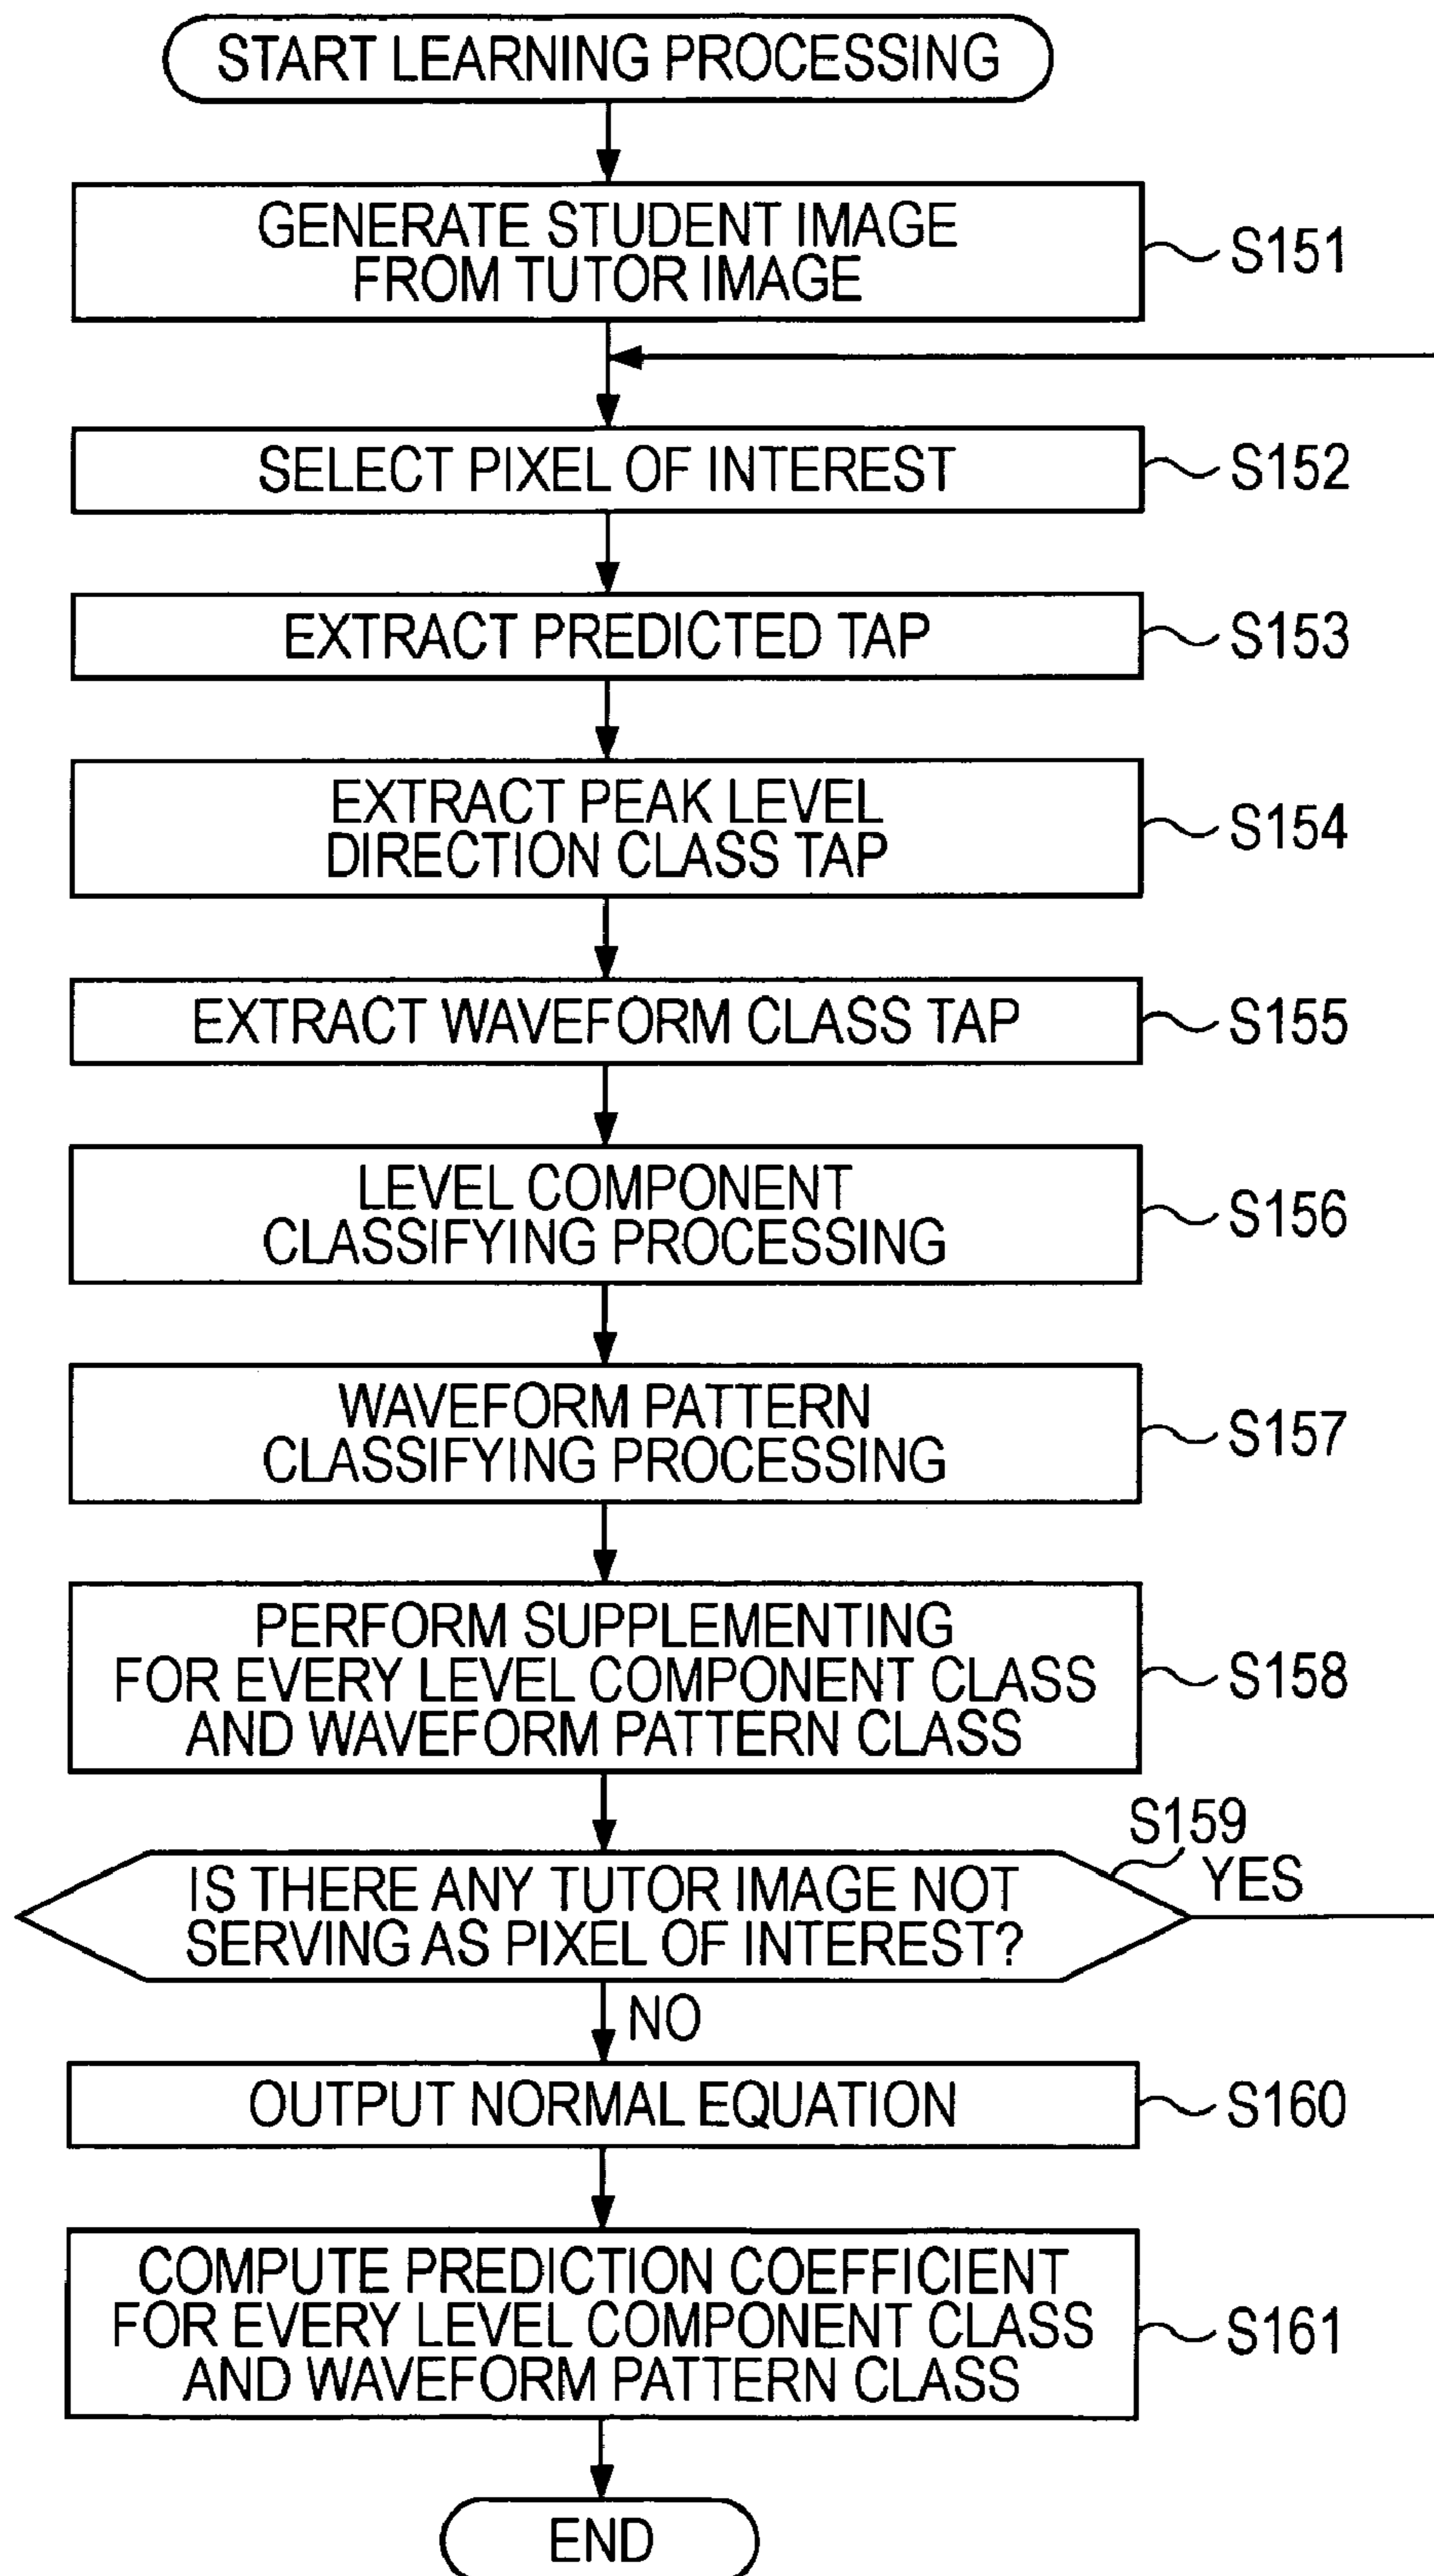 START LEARNING PROCESSING
GENERATE STUDENT IMAGE
FROM TUTOR IMAGE
S151
SELECT PIXEL OF INTEREST
S152
EXTRACT PREDICTED TAP
S153
EXTRACT PEAK LEVEL
DIRECTION CLASS TAP
S154
EXTRACT WAVEFORM CLASS TAP
S155
LEVEL COMPONENT
CLASSIFYING PROCESSING
S156
WAVEFORM PATTERN
CLASSIFYING PROCESSING
S157
PERFORM SUPPLEMENTING
FOR EVERY LEVEL COMPONENT CLASS
AND WAVEFORM PATTERN CLASS
S158
S159
IS THERE ANY TUTOR IMAGE NOT
SERVING AS PIXEL OF INTEREST?
YES
NO
OUTPUT NORMAL EQUATION
S160
COMPUTE PREDICTION COEFFICIENT
FOR EVERY LEVEL COMPONENT CLASS
AND WAVEFORM PATTERN CLASS
S161
END